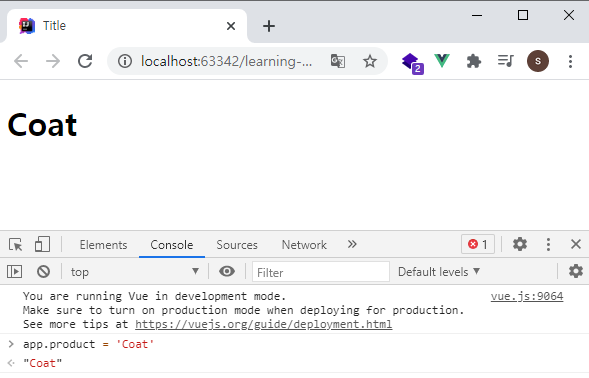 Title
localhost:63342/learning-...
2
s
Coat
Elements Console Sources Network 1
top Filter Default levels
You are running Vue in development mode. vue.js:9064
Make sure to turn on production mode when deploying for production.
See more tips at https://vuejs.org/guide/deployment.html
app.product = 'Coat'
"Coat"